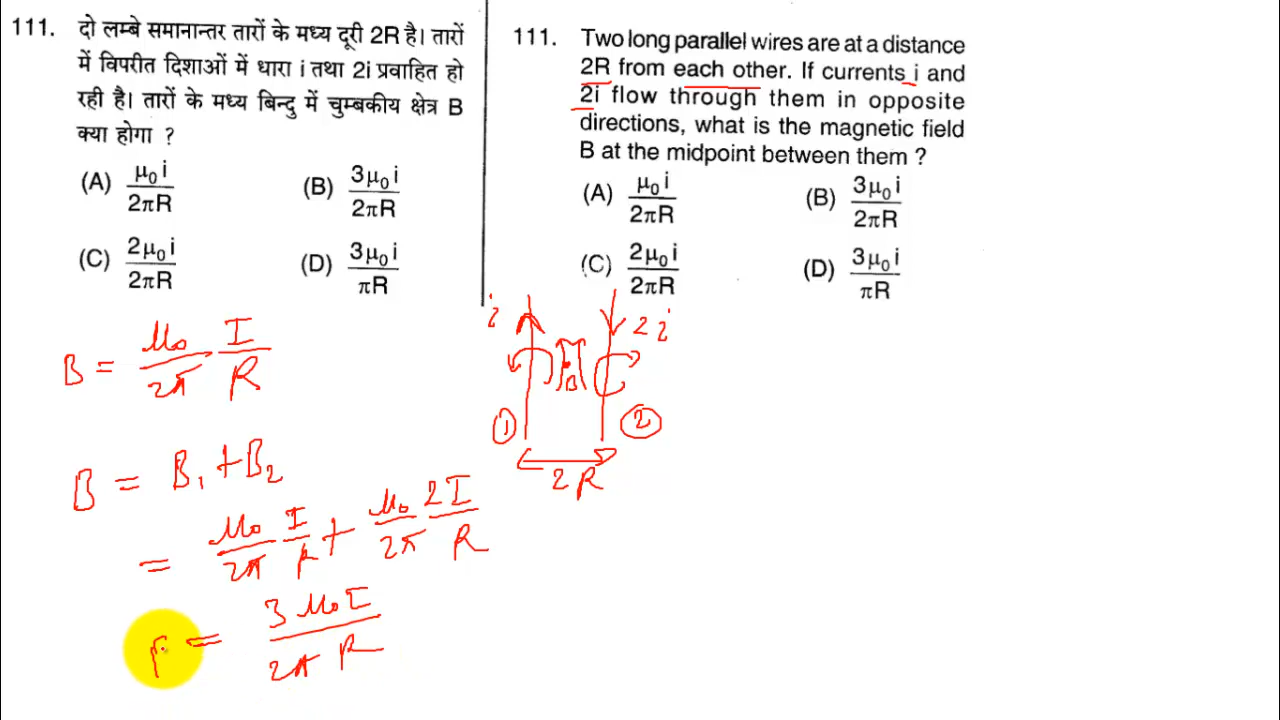 111. दो लम्बे समानान्तर तारों के मध्य दूरी 2R है। तारों
में विपरीत दिशाओं में धारा i तथा 2i प्रवाहित हो
रही है। तारों के मध्य बिन्दु में चुम्बकीय क्षेत्र B
क्या होगा ?
(A) μ₀i / 2πR (B) 3μ₀i / 2πR
(C) 2μ₀i / 2πR (D) 3μ₀i / πR
111. Two long parallel wires are at a distance
2R from each other. If currents i and
2i flow through them in opposite
directions, what is the magnetic field
B at the midpoint between them ?
(A) μ₀i / 2πR (B) 3μ₀i / 2πR
(C) 2μ₀i / 2πR (D) 3μ₀i / πR
i 2i
B
1 2
2R
B = μ₀/2π I/R
B = B₁ + B₂
= μ₀/2π I/R + μ₀/2π 2I/R
= 3μ₀I / 2πR